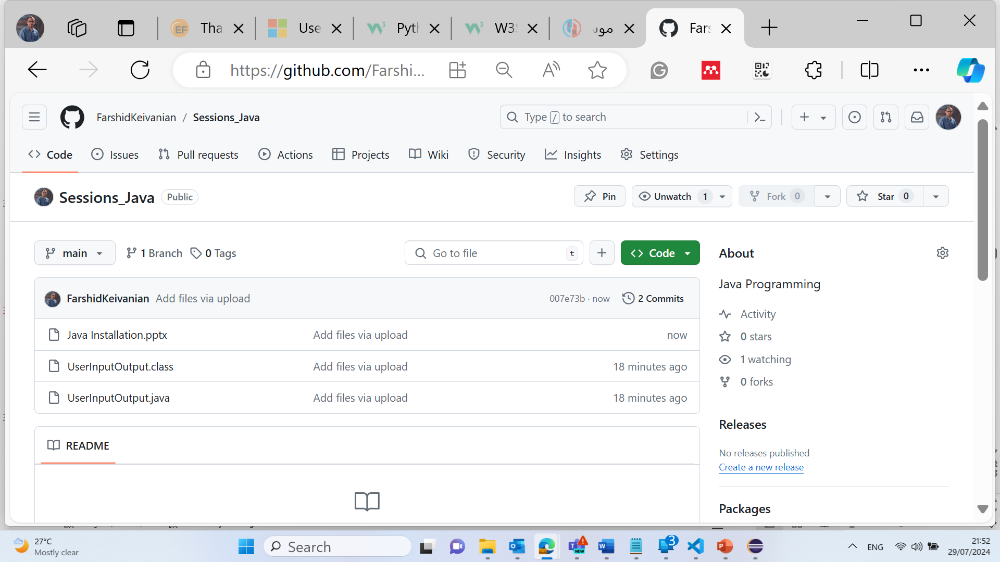 Tha
Use
Pyth
W3S
مور
Fars
https://github.com/Farshi...
FarshidKeivanian / Sessions_Java
Type / to search
Code
Issues
Pull requests
Actions
Projects
Wiki
Security
Insights
Settings
Sessions_Java Public
Pin
Unwatch 1
Fork 0
Star 0
main
1 Branch
0 Tags
Go to file t
Code
FarshidKeivanian Add files via upload 007e73b · now 2 Commits
Java Installation.pptx Add files via upload now
UserInputOutput.class Add files via upload 18 minutes ago
UserInputOutput.java Add files via upload 18 minutes ago
README
About
Java Programming
Activity
0 stars
1 watching
0 forks
Releases
No releases published
Create a new release
Packages
27°C
Mostly clear
Search
NEW
3
ENG
21:52
29/07/2024